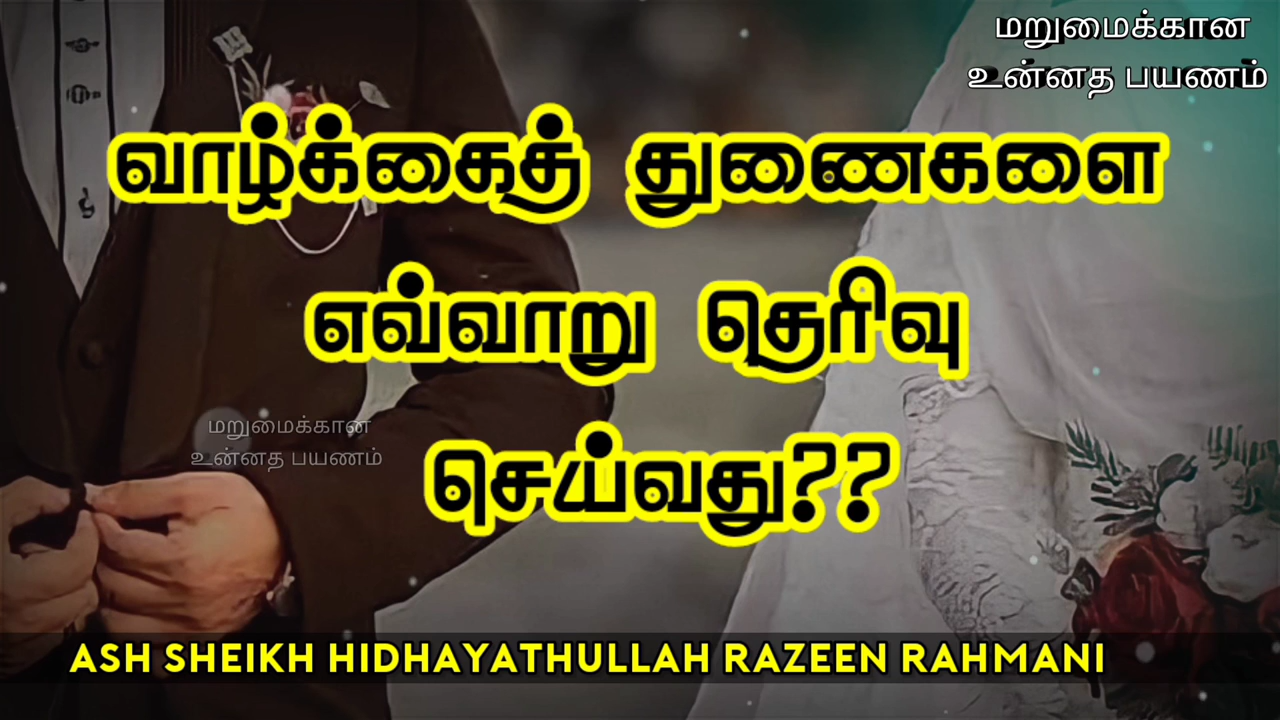 மறுமைக்கான
உன்னத பயணம்
வாழ்க்கைத் துணைகளை
எவ்வாறு தெரிவு
மறுமைக்கான
உன்னத பயணம்
செய்வது??
ASH SHEIKH HIDHAYATHULLAH RAZEEN RAHMANI